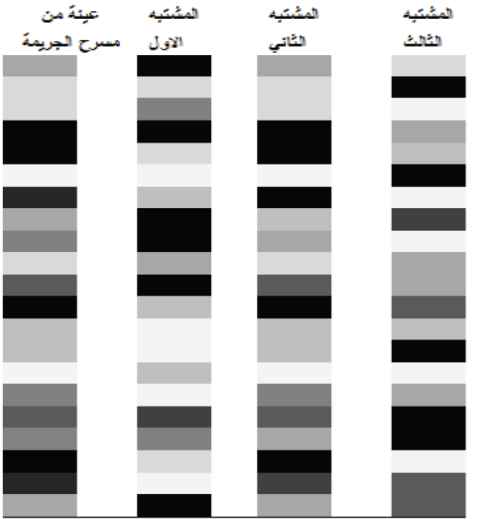 عينة من
مسرح الجريمة
المشتبه
الاول
المشتبه
الثاني
المشتبه
الثالث